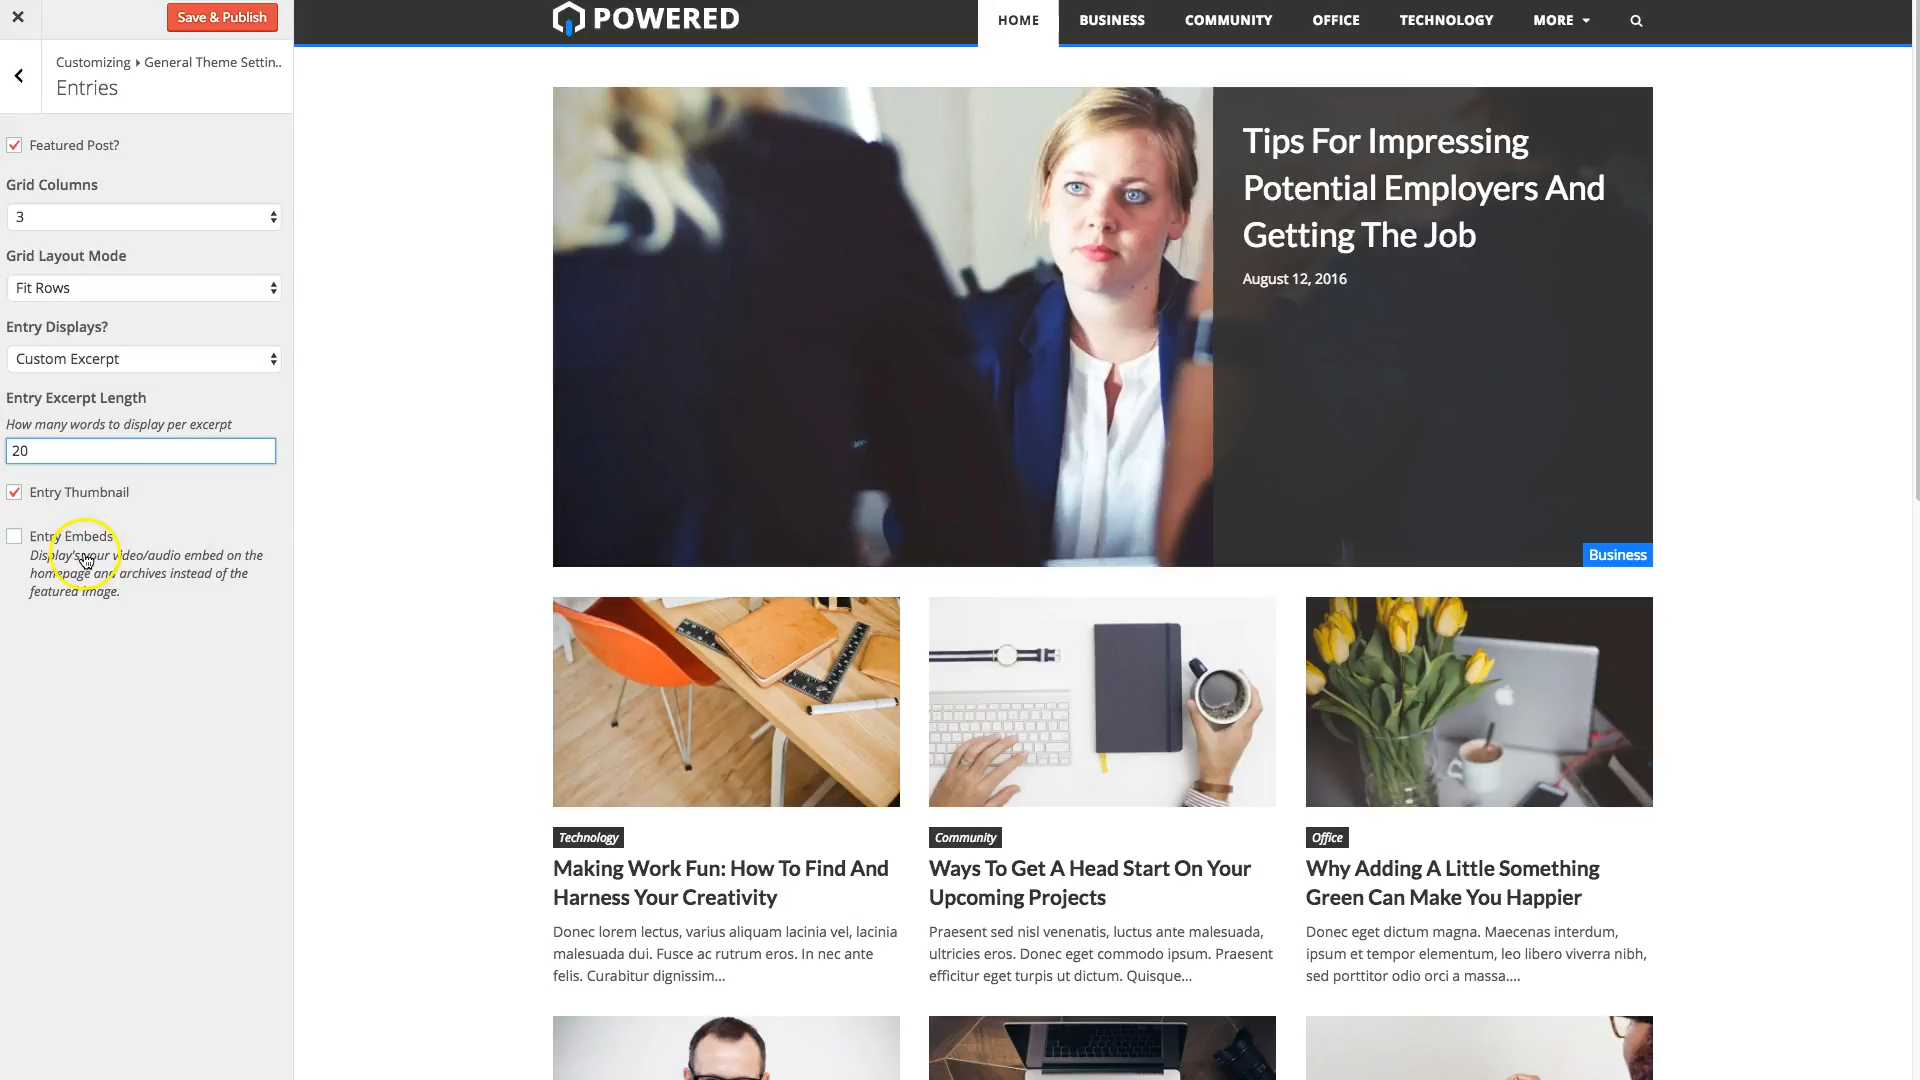 Save & Publish
Customizing ▸ General Theme Settin..
Entries
Featured Post?
Grid Columns
3
Grid Layout Mode
Fit Rows
Entry Displays?
Custom Excerpt
Entry Excerpt Length
How many words to display per excerpt
20
Entry Thumbnail
Entry Embeds
Display's your video/audio embed on the
homepage and archives instead of the
featured image.
POWERED
HOME
BUSINESS
COMMUNITY
OFFICE
TECHNOLOGY
MORE
Tips For Impressing
Potential Employers And
Getting The Job
August 12, 2016
Business
Technology
Making Work Fun: How To Find And
Harness Your Creativity
Donec lorem lectus, varius aliquam lacinia vel, lacinia
malesuada dui. Fusce ac rutrum eros. In nec ante
felis. Curabitur dignissim...
Community
Ways To Get A Head Start On Your
Upcoming Projects
Praesent sed nisl venenatis, luctus ante malesuada,
ultricies eros. Donec eget commodo ipsum. Praesent
efficitur eget turpis ut dictum. Quisque...
Office
Why Adding A Little Something
Green Can Make You Happier
Donec eget dictum magna. Maecenas interdum,
ipsum et tempor elementum, leo libero viverra nibh,
sed porttitor odio orci a massa....